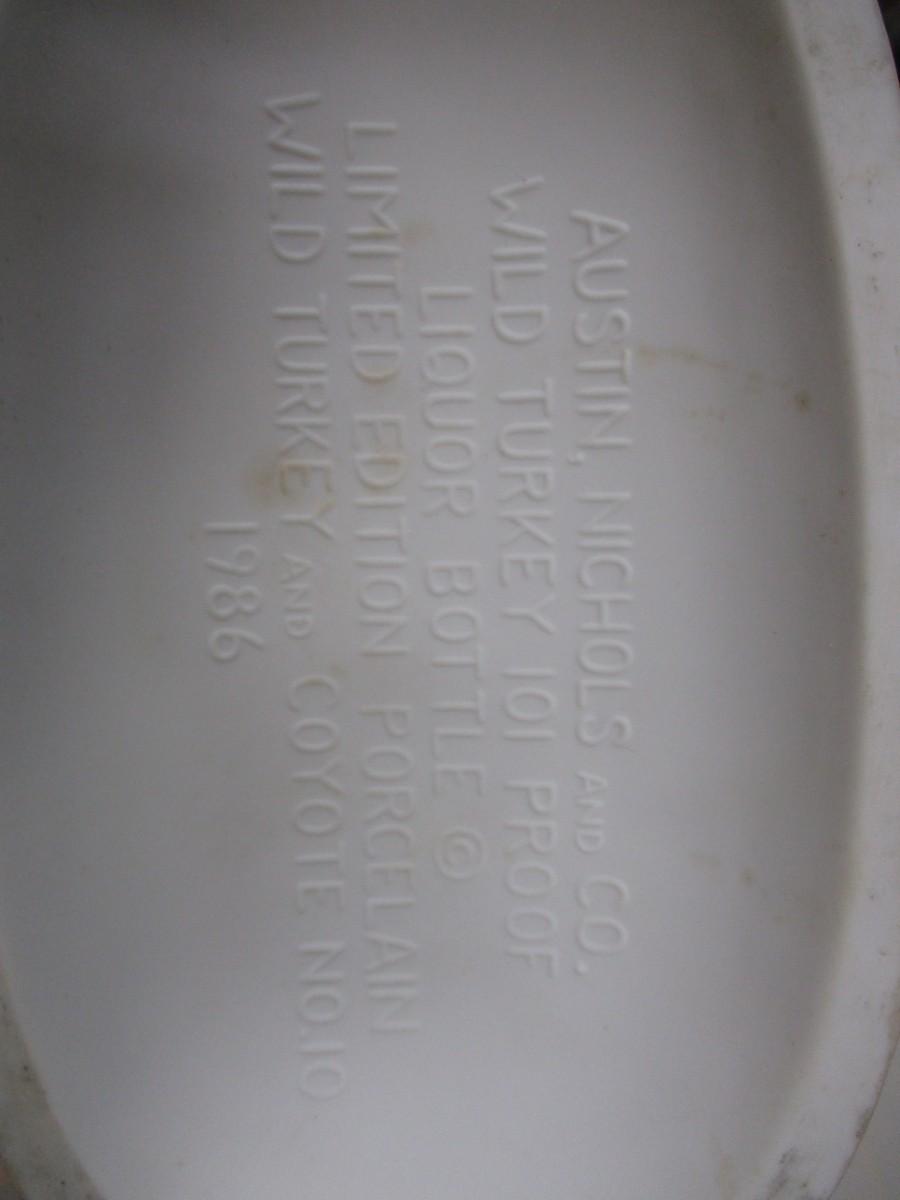 AUSTIN, NICHOLS AND CO.
WILD TURKEY 101 PROOF
LIQUOR BOTTLE ©
LIMITED EDITION PORCELAIN
WILD TURKEY AND COYOTE NO.10
1986